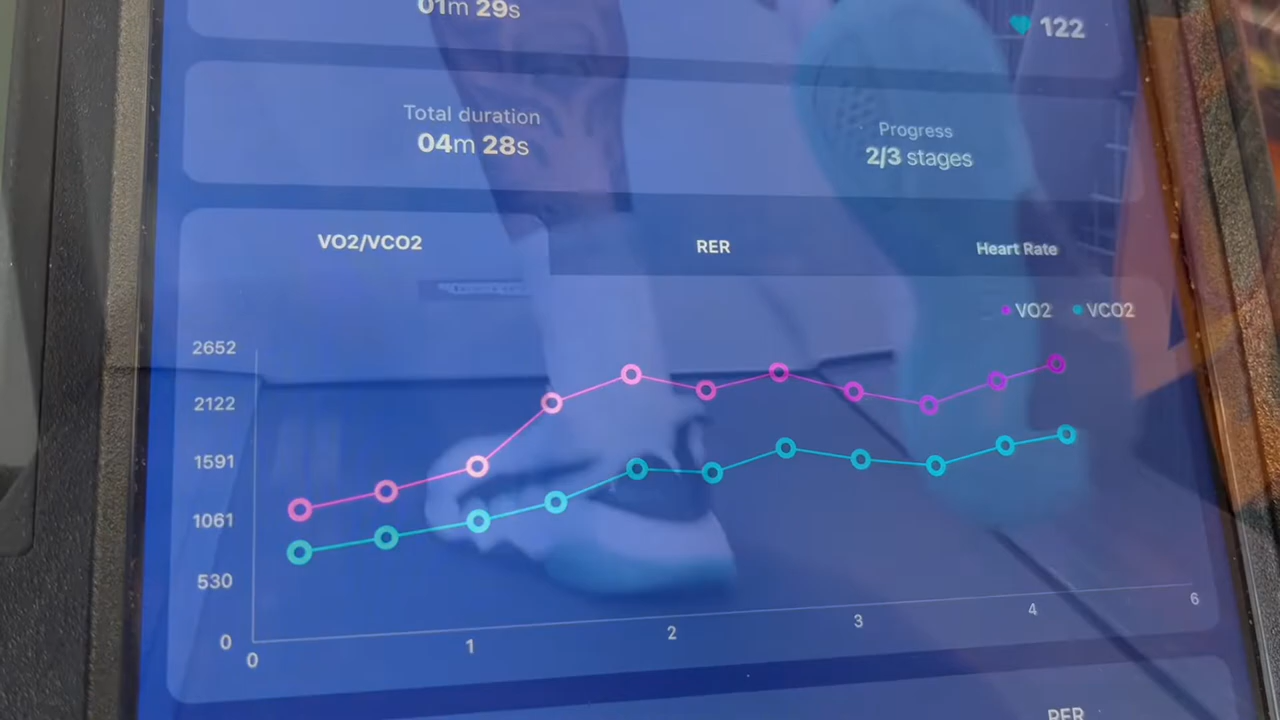 01m 29s
122
Total duration
04m 28s
Progress
2/3 stages
VO2/VCO2
RER
Heart Rate
VO2
VCO2
2652
2122
1591
1061
530
0
0
1
2
3
4
6
RER